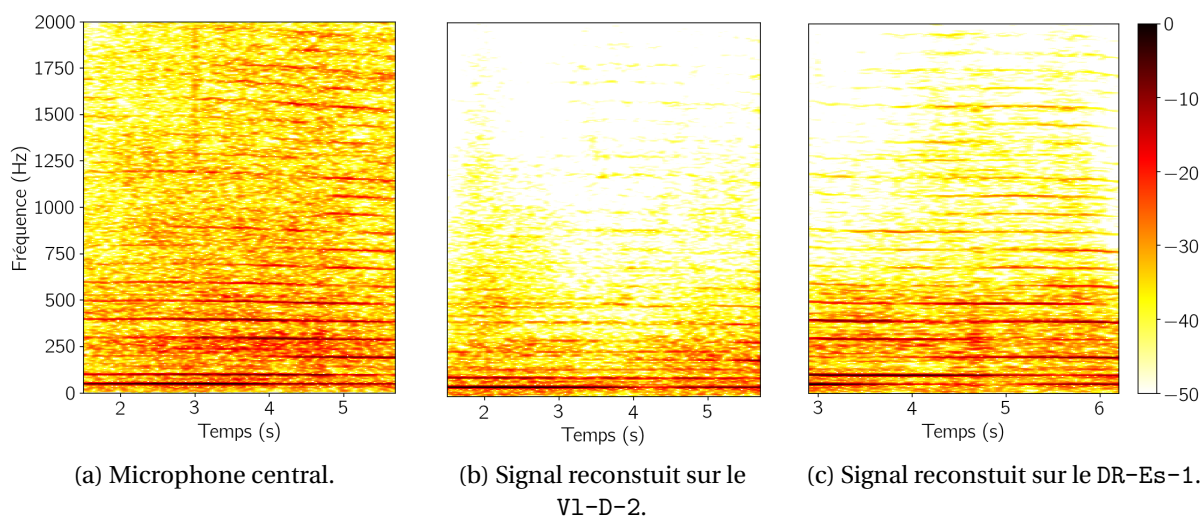 2000
1750
1500
1250
1000
750
500
250
0
Fréquence (Hz)
2 3 4 5
Temps (s)
2 3 4 5
Temps (s)
3 4 5 6
Temps (s)
−0
−10
−20
−30
−40
−50
(a) Microphone central.
(b) Signal reconstuit sur le
Vl-D-2.
(c) Signal reconstuit sur le DR-Es-1.